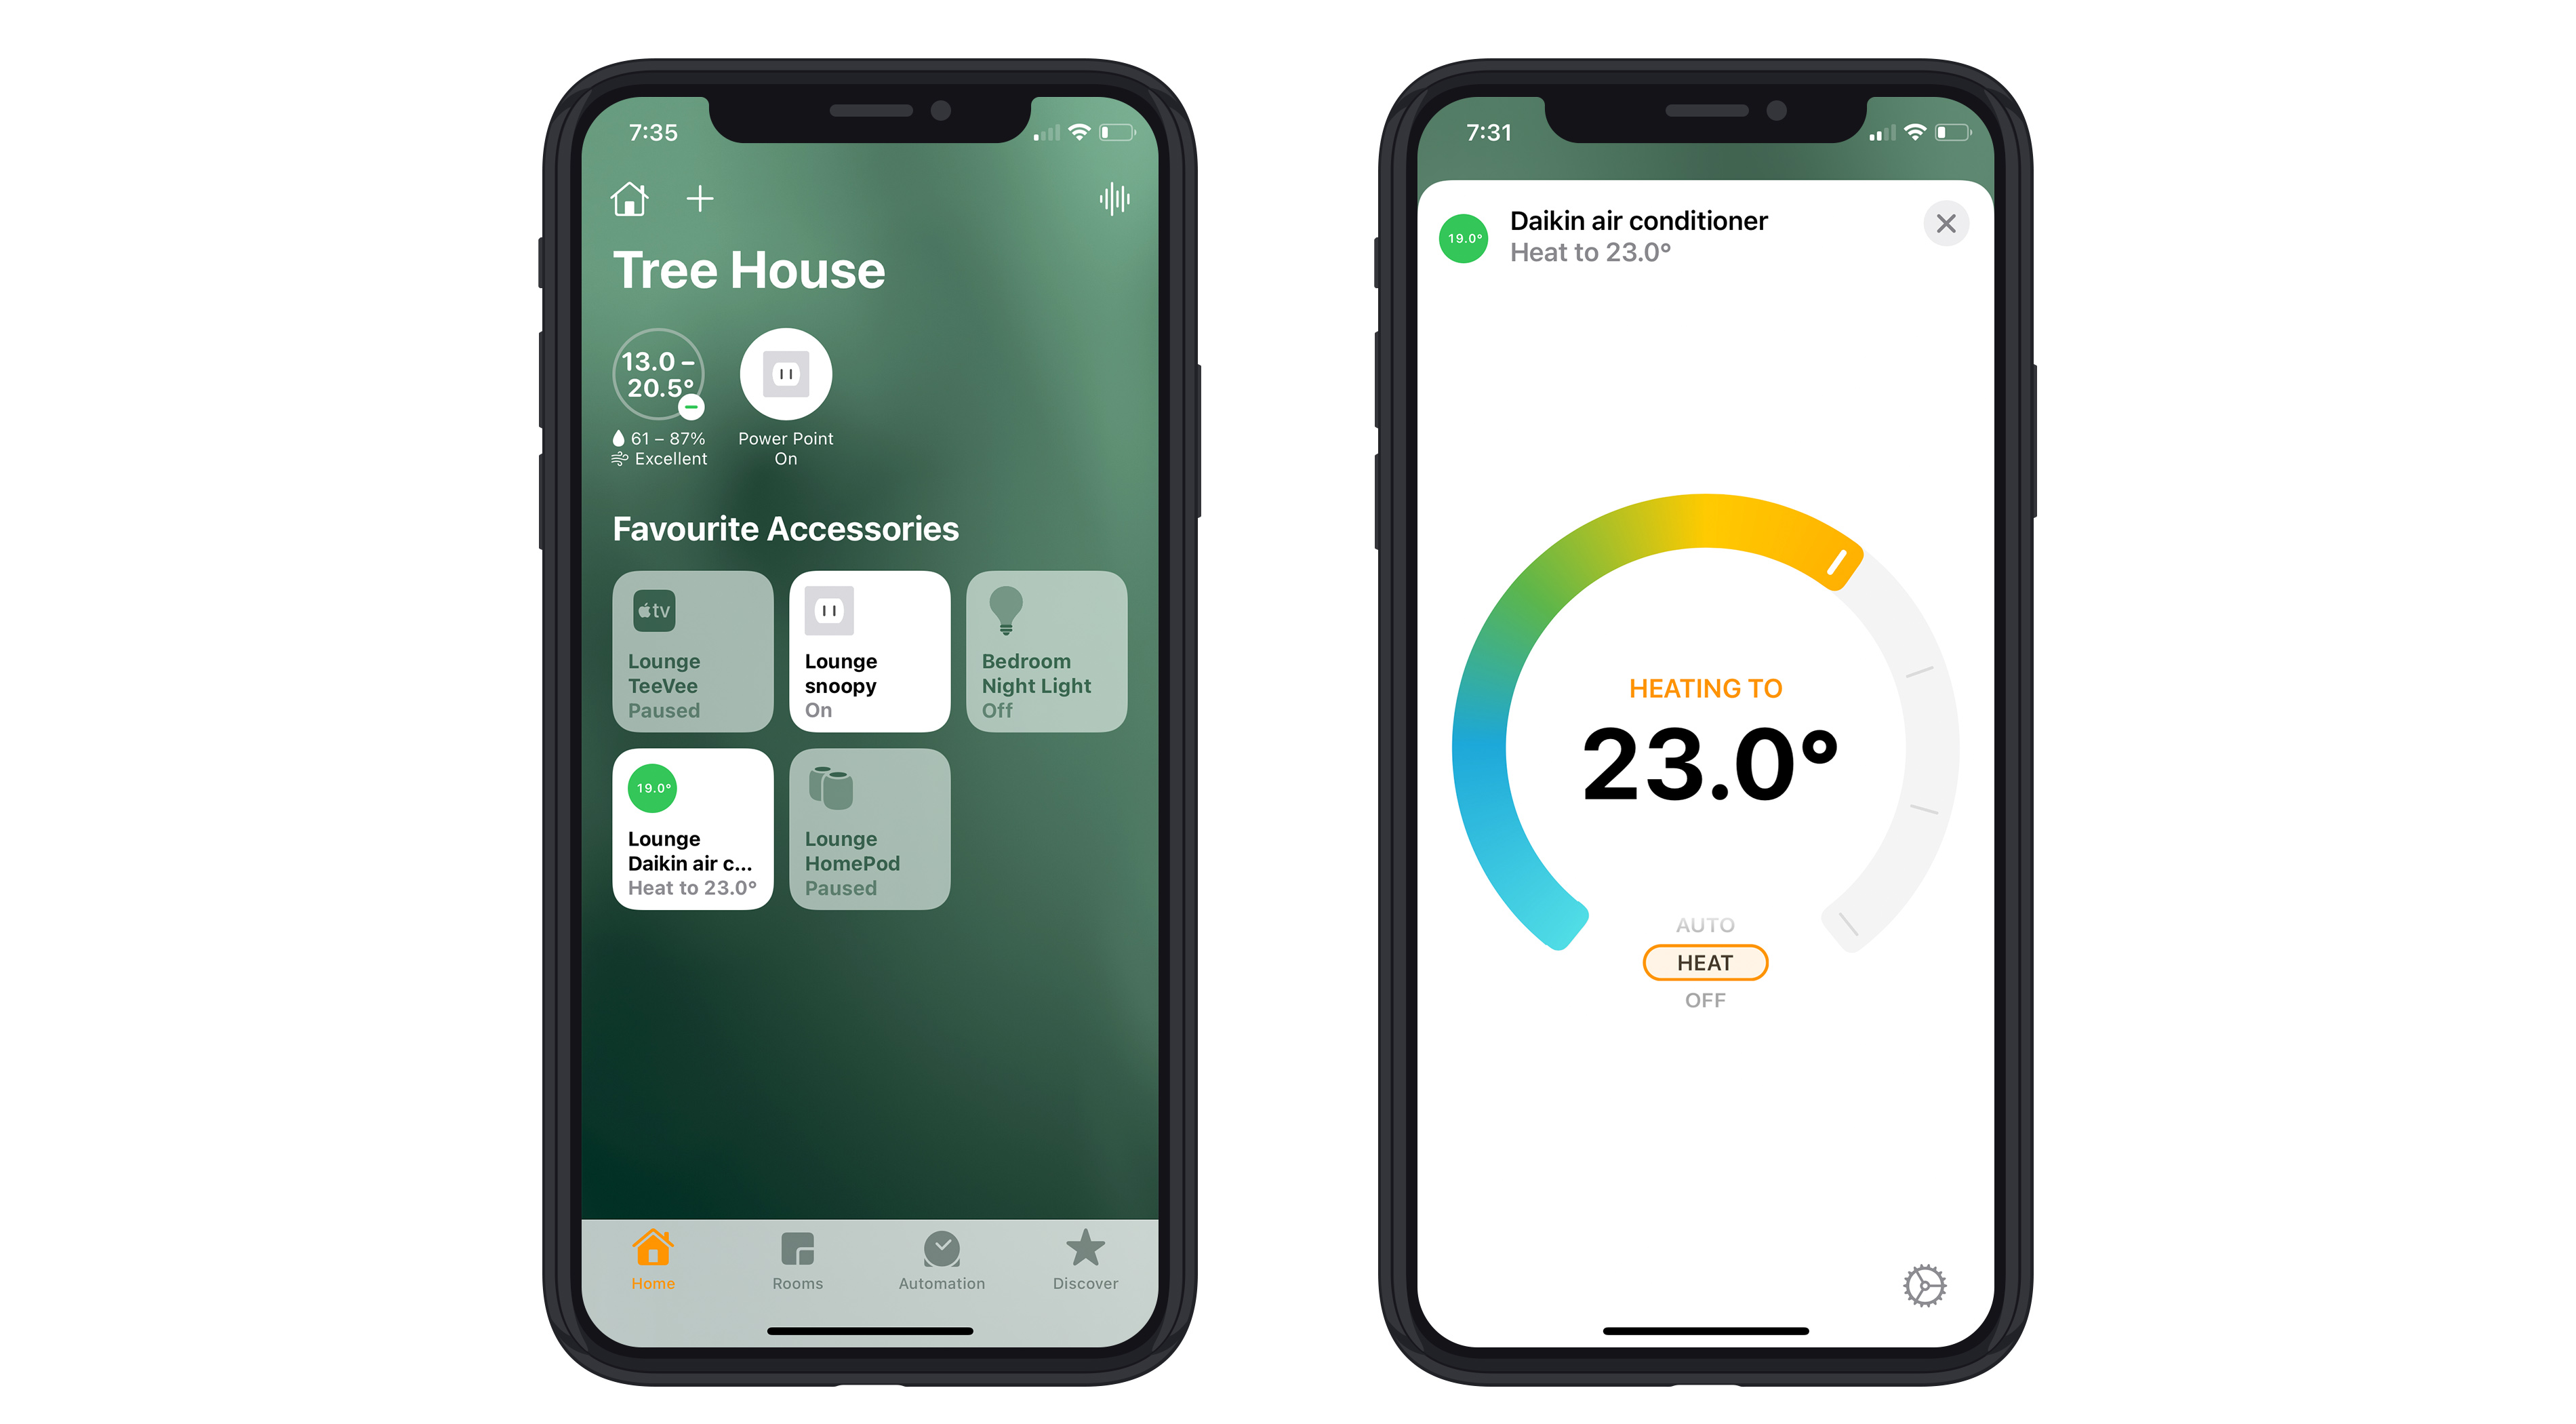 7:35
Tree House
13.0 –
20.5°
61 – 87%
Excellent
Power Point
On
Favourite Accessories
tv
Lounge
TeeVee
Paused
Lounge
snoopy
On
Bedroom
Night Light
Off
19.0°
Lounge
Daikin air c...
Heat to 23.0°
Lounge
HomePod
Paused
Home
Rooms
Automation
Discover
7:31
19.0°
Daikin air conditioner
Heat to 23.0°
HEATING TO
23.0°
AUTO
HEAT
OFF